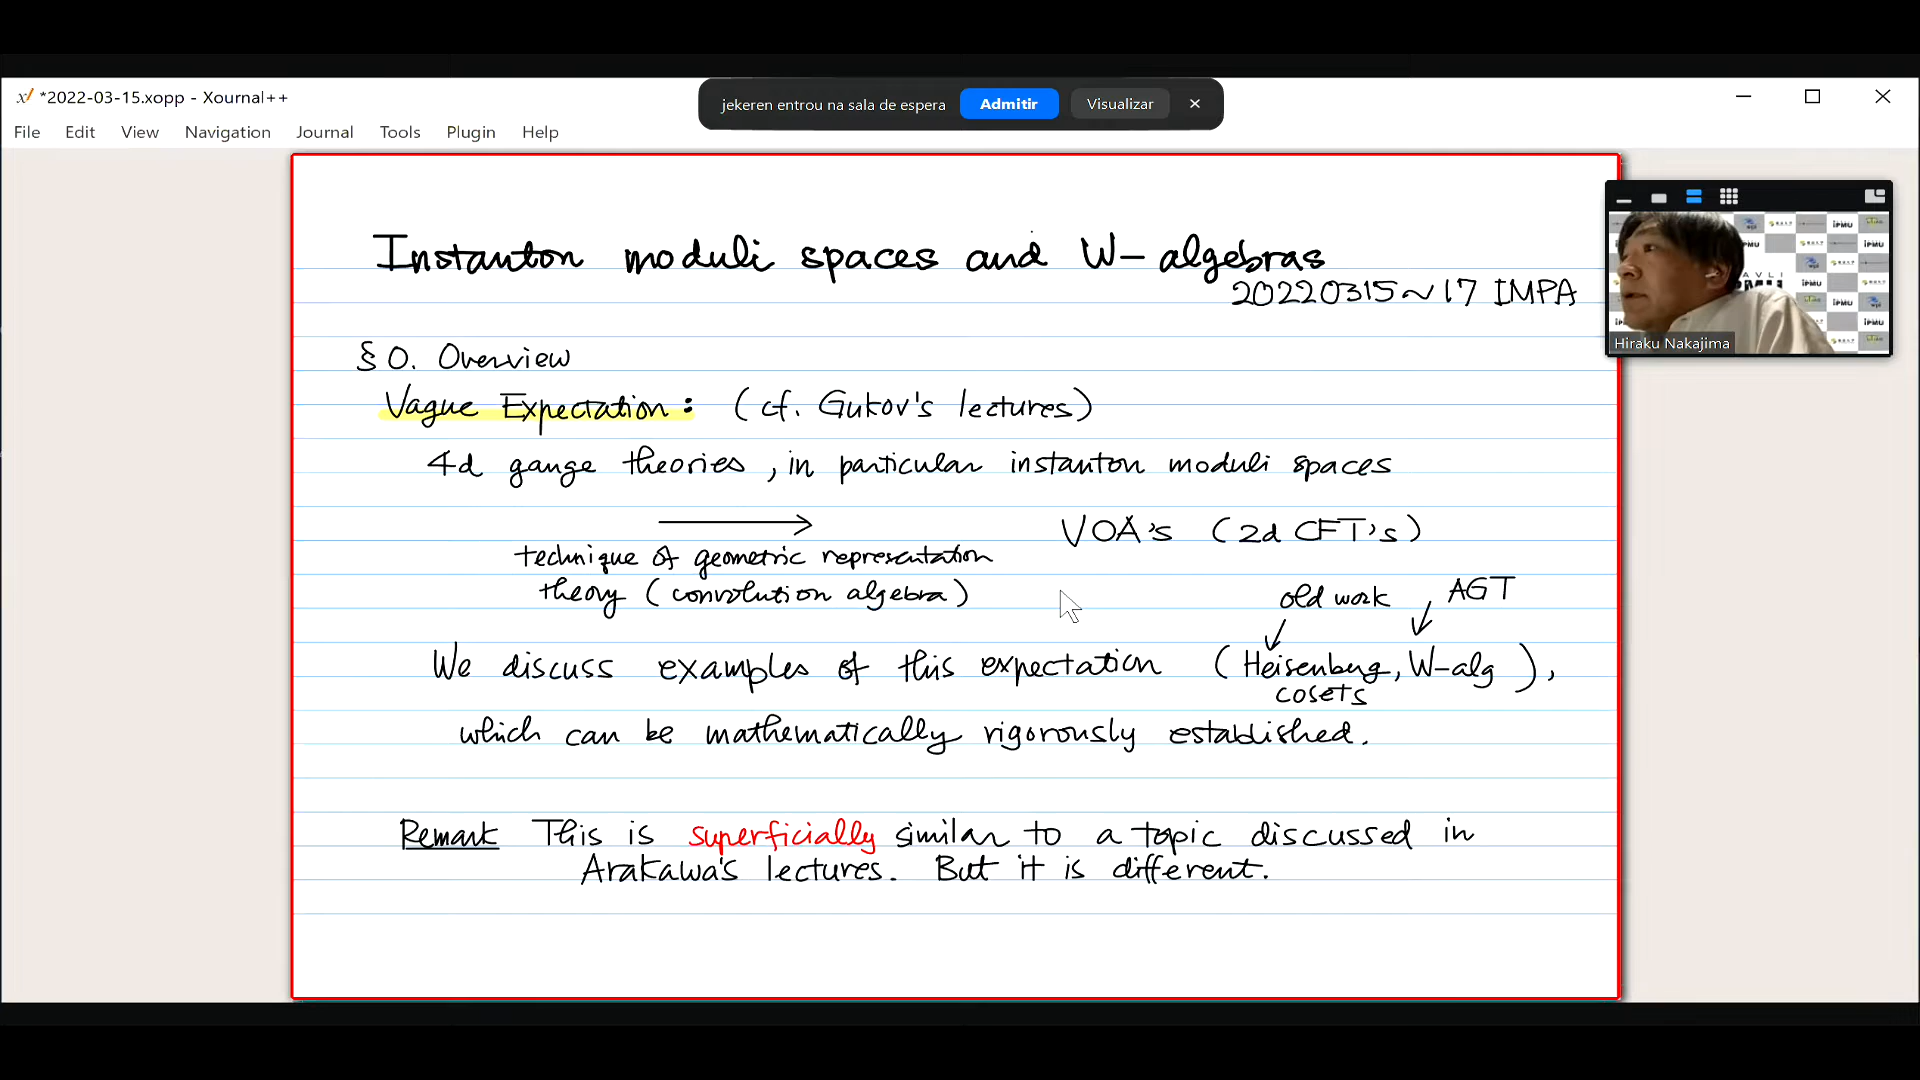 *2022-03-15.xopp - Xournal++
jekeren entrou na sala de espera Admitir Visualizar
File Edit View Navigation Journal Tools Plugin Help
Instanton moduli spaces and W-algebras
20220315~17 IMPA
Hiraku Nakajima
§0. Overview
Vague Expectation: (cf. Gukov's lectures)
4d gauge theories, in particular instanton moduli spaces
⟶ VOA's (2d CFT's)
technique of geometric representation
theory (convolution algebra)
old work AGT
↙ ↙
We discuss examples of this expectation (Heisenberg, W-alg),
cosets
which can be mathematically rigorously established.
Remark This is superficially similar to a topic discussed in
Arakawa's lectures. But it is different.